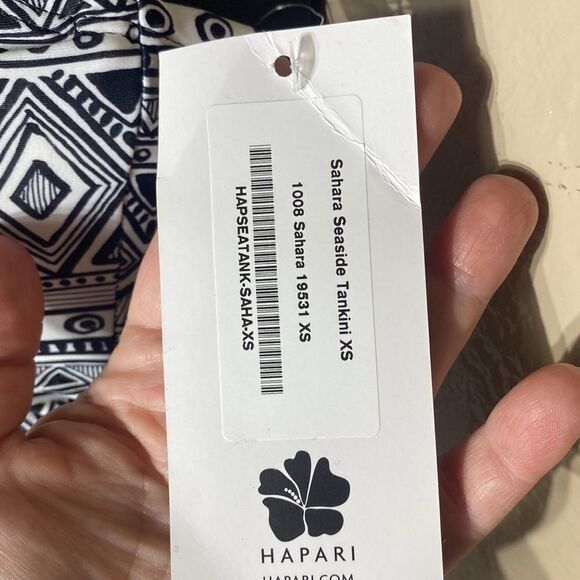 Sahara Seaside Tankini XS
1008 Sahara 19531 XS
HAPSEATANK-SAHA-XS
HAPARI
HAPARI.COM